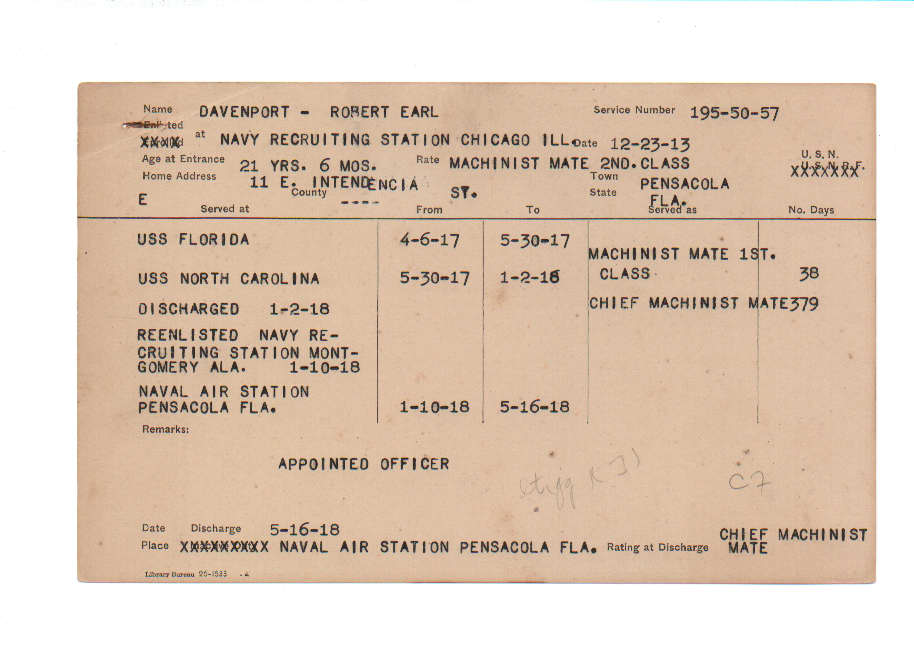 Name DAVENPORT - ROBERT EARL Service Number 195-50-57
Enlisted at NAVY RECRUITING STATION CHICAGO ILL. Date 12-23-13
Age at Entrance 21 YRS. 6 MOS. Rate MACHINIST MATE 2ND. CLASS U.S.N.
U.S.N.R.F.
Home Address 11 E. INTENDENCIA ST. Town PENSACOLA
E County ---- State FLA.
Served at From To Served as No. Days
USS FLORIDA 4-6-17 5-30-17
MACHINIST MATE 1ST.
USS NORTH CAROLINA 5-30-17 1-2-18 CLASS 38
DISCHARGED 1-2-18 CHIEF MACHINIST MATE 379
REENLISTED NAVY RE-
CRUITING STATION MONT-
GOMERY ALA. 1-10-18
NAVAL AIR STATION
PENSACOLA FLA. 1-10-18 5-16-18
Remarks:
APPOINTED OFFICER
C7
Date Discharge 5-16-18
Place XXXXXXXXX NAVAL AIR STATION PENSACOLA FLA. Rating at Discharge CHIEF MACHINIST
MATE
Library Bureau 26-1533